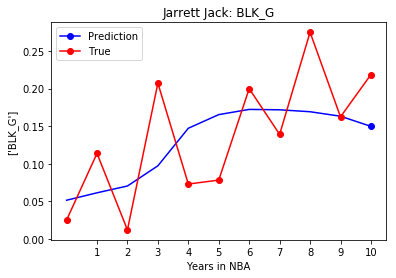 Jarrett Jack: BLK_G
Prediction
True
['BLK_G']
0.25
0.20
0.15
0.10
0.05
0.00
1 2 3 4 5 6 7 8 9 10
Years in NBA